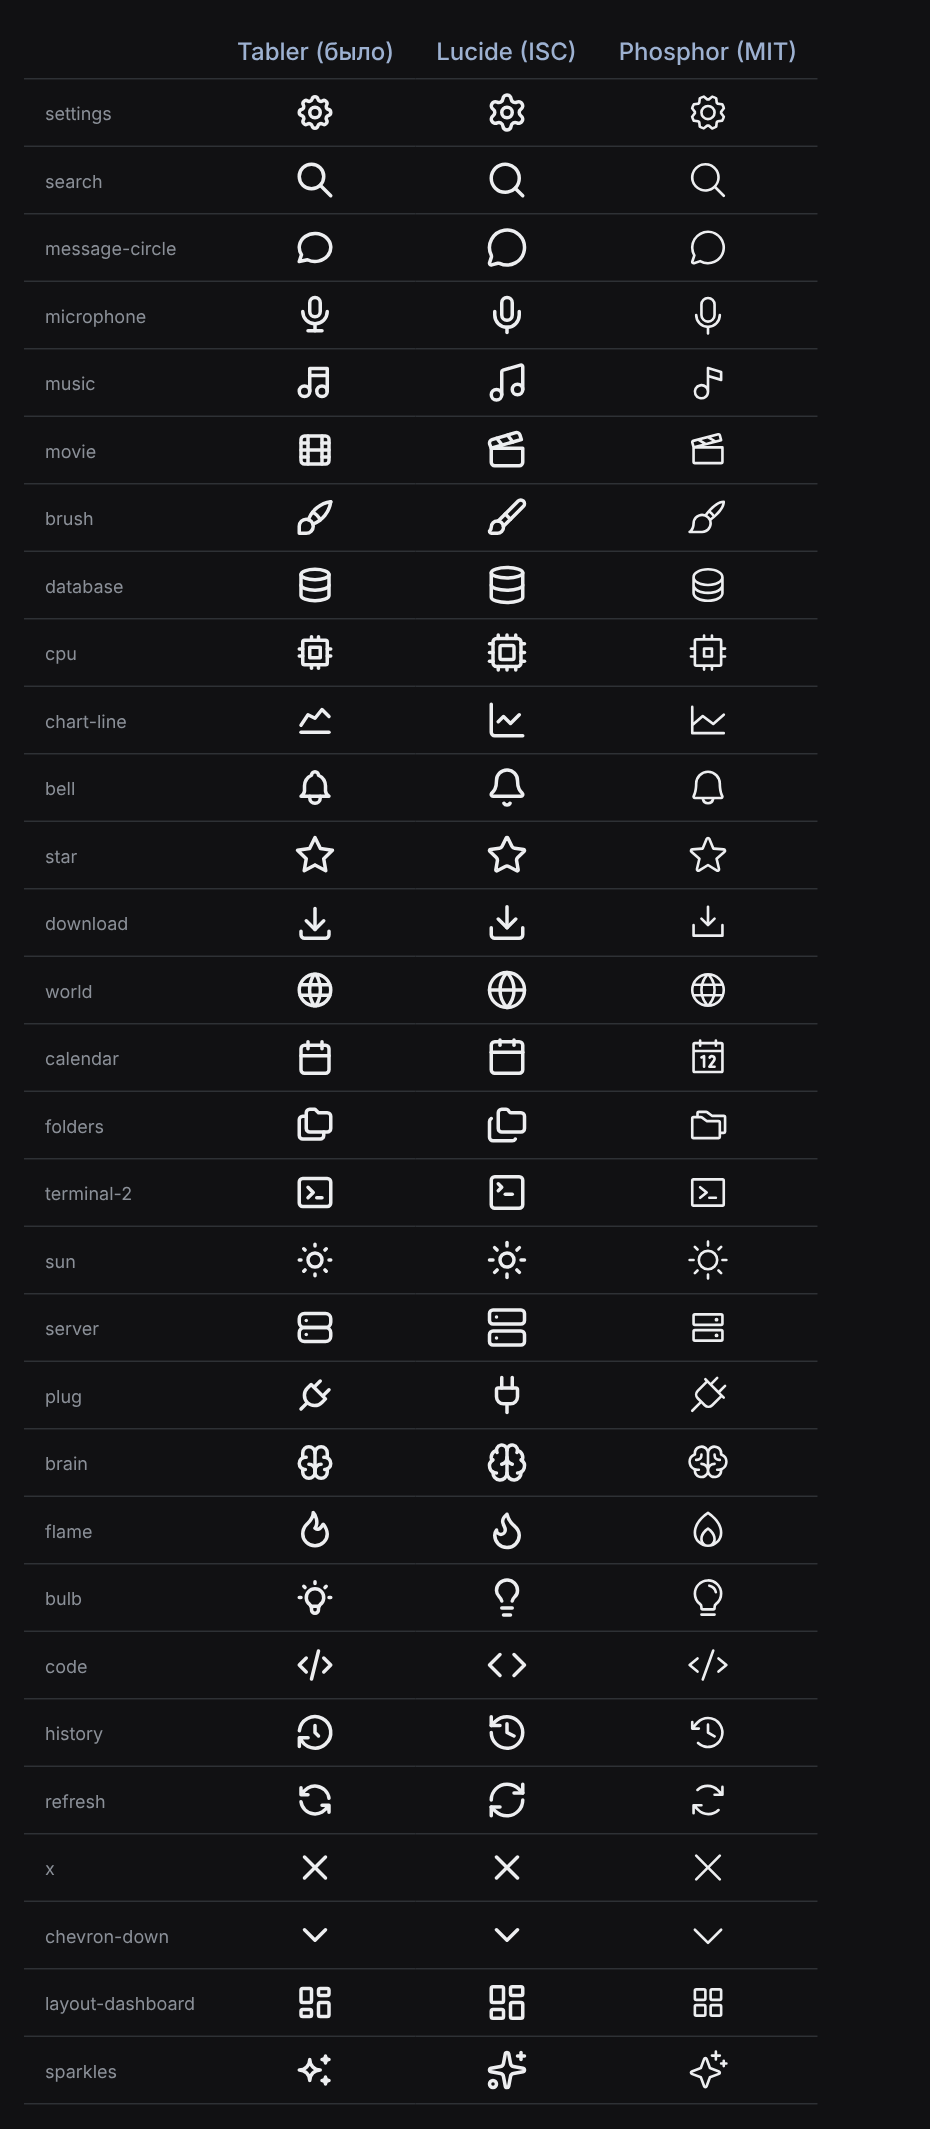 Tabler (было) Lucide (ISC) Phosphor (MIT)
settings
search
message-circle
microphone
music
movie
brush
database
cpu
chart-line
bell
star
download
world
calendar 12
folders
terminal-2
sun
server
plug
brain
flame
bulb
code
history
refresh
x
chevron-down
layout-dashboard
sparkles